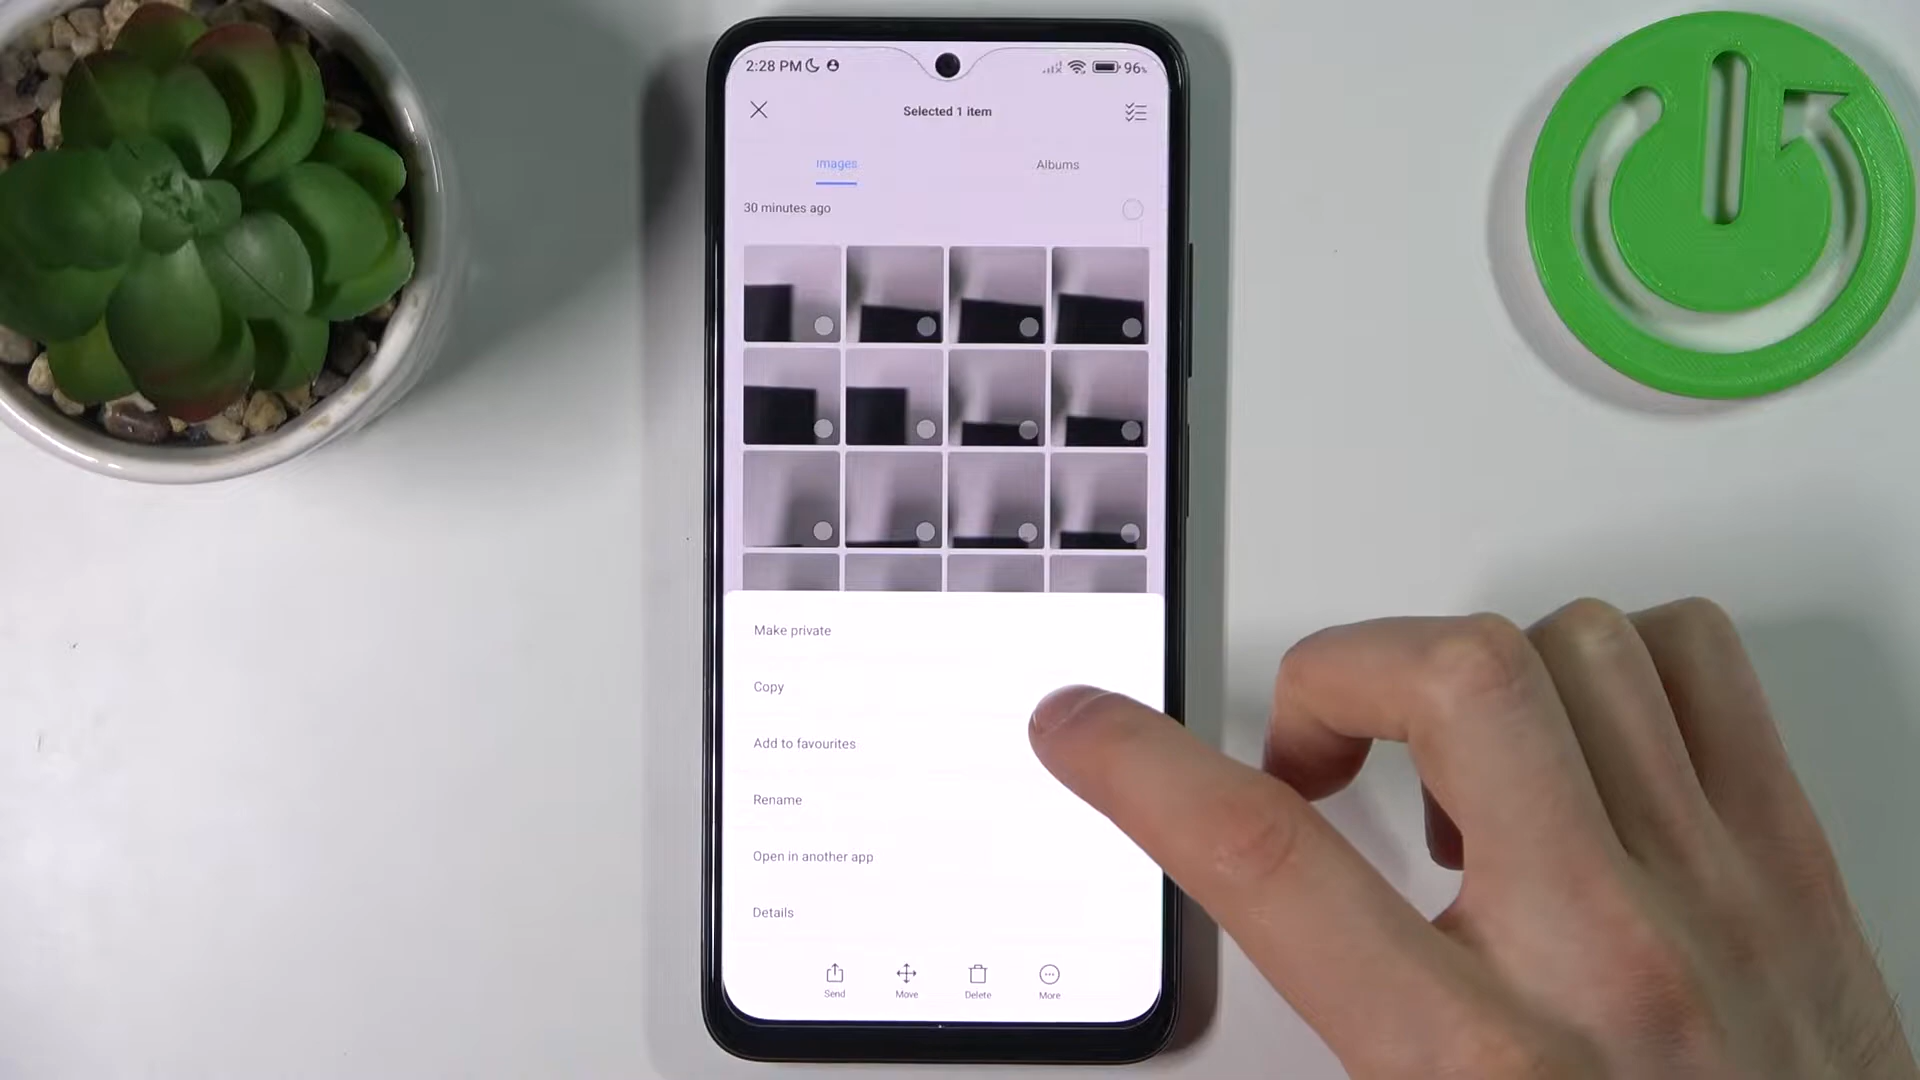 2:28 PM 96%
Selected 1 item
Images Albums
30 minutes ago
Make private
Copy
Add to favourites
Rename
Open in another app
Details
Send Move Delete More